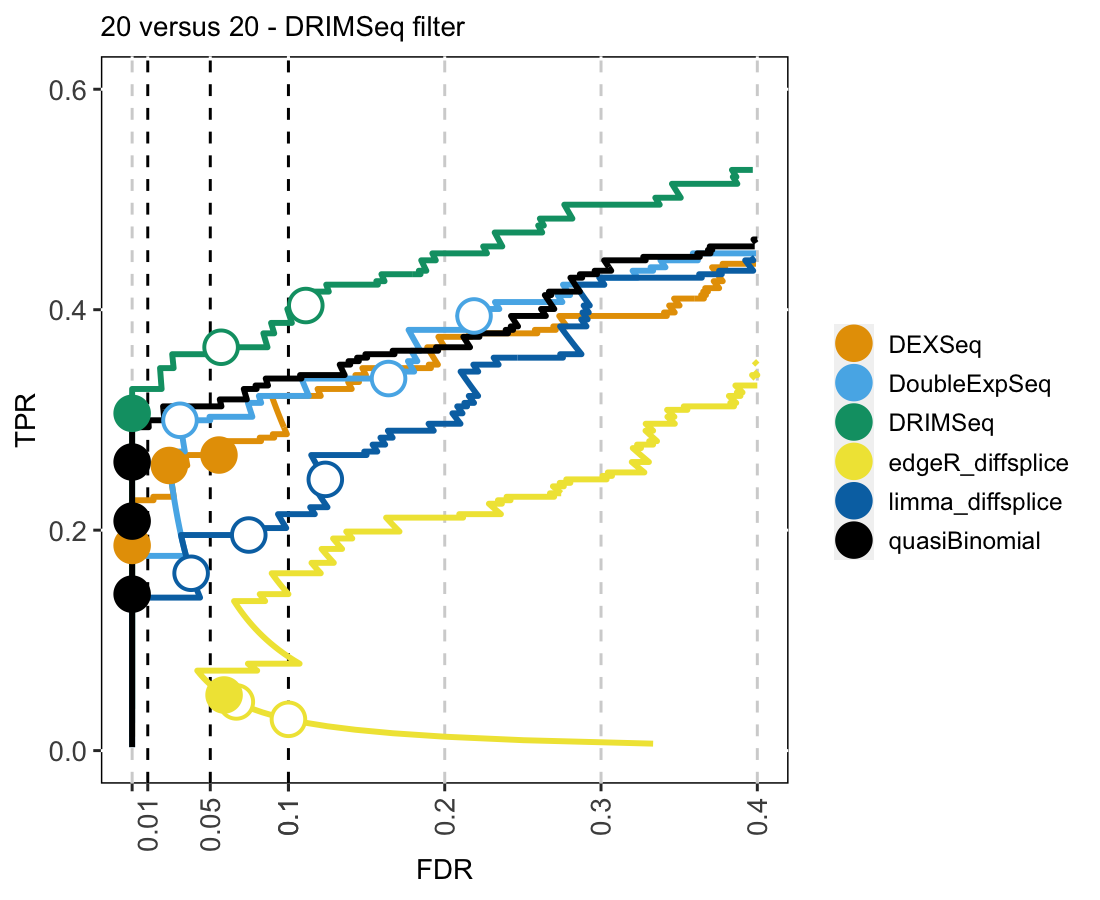 20 versus 20 - DRIMSeq filter
TPR
0.6
0.4
0.2
0.0
0.01
0.05
0.1
0.2
0.3
0.4
FDR
DEXSeq
DoubleExpSeq
DRIMSeq
edgeR_diffsplice
limma_diffsplice
quasiBinomial